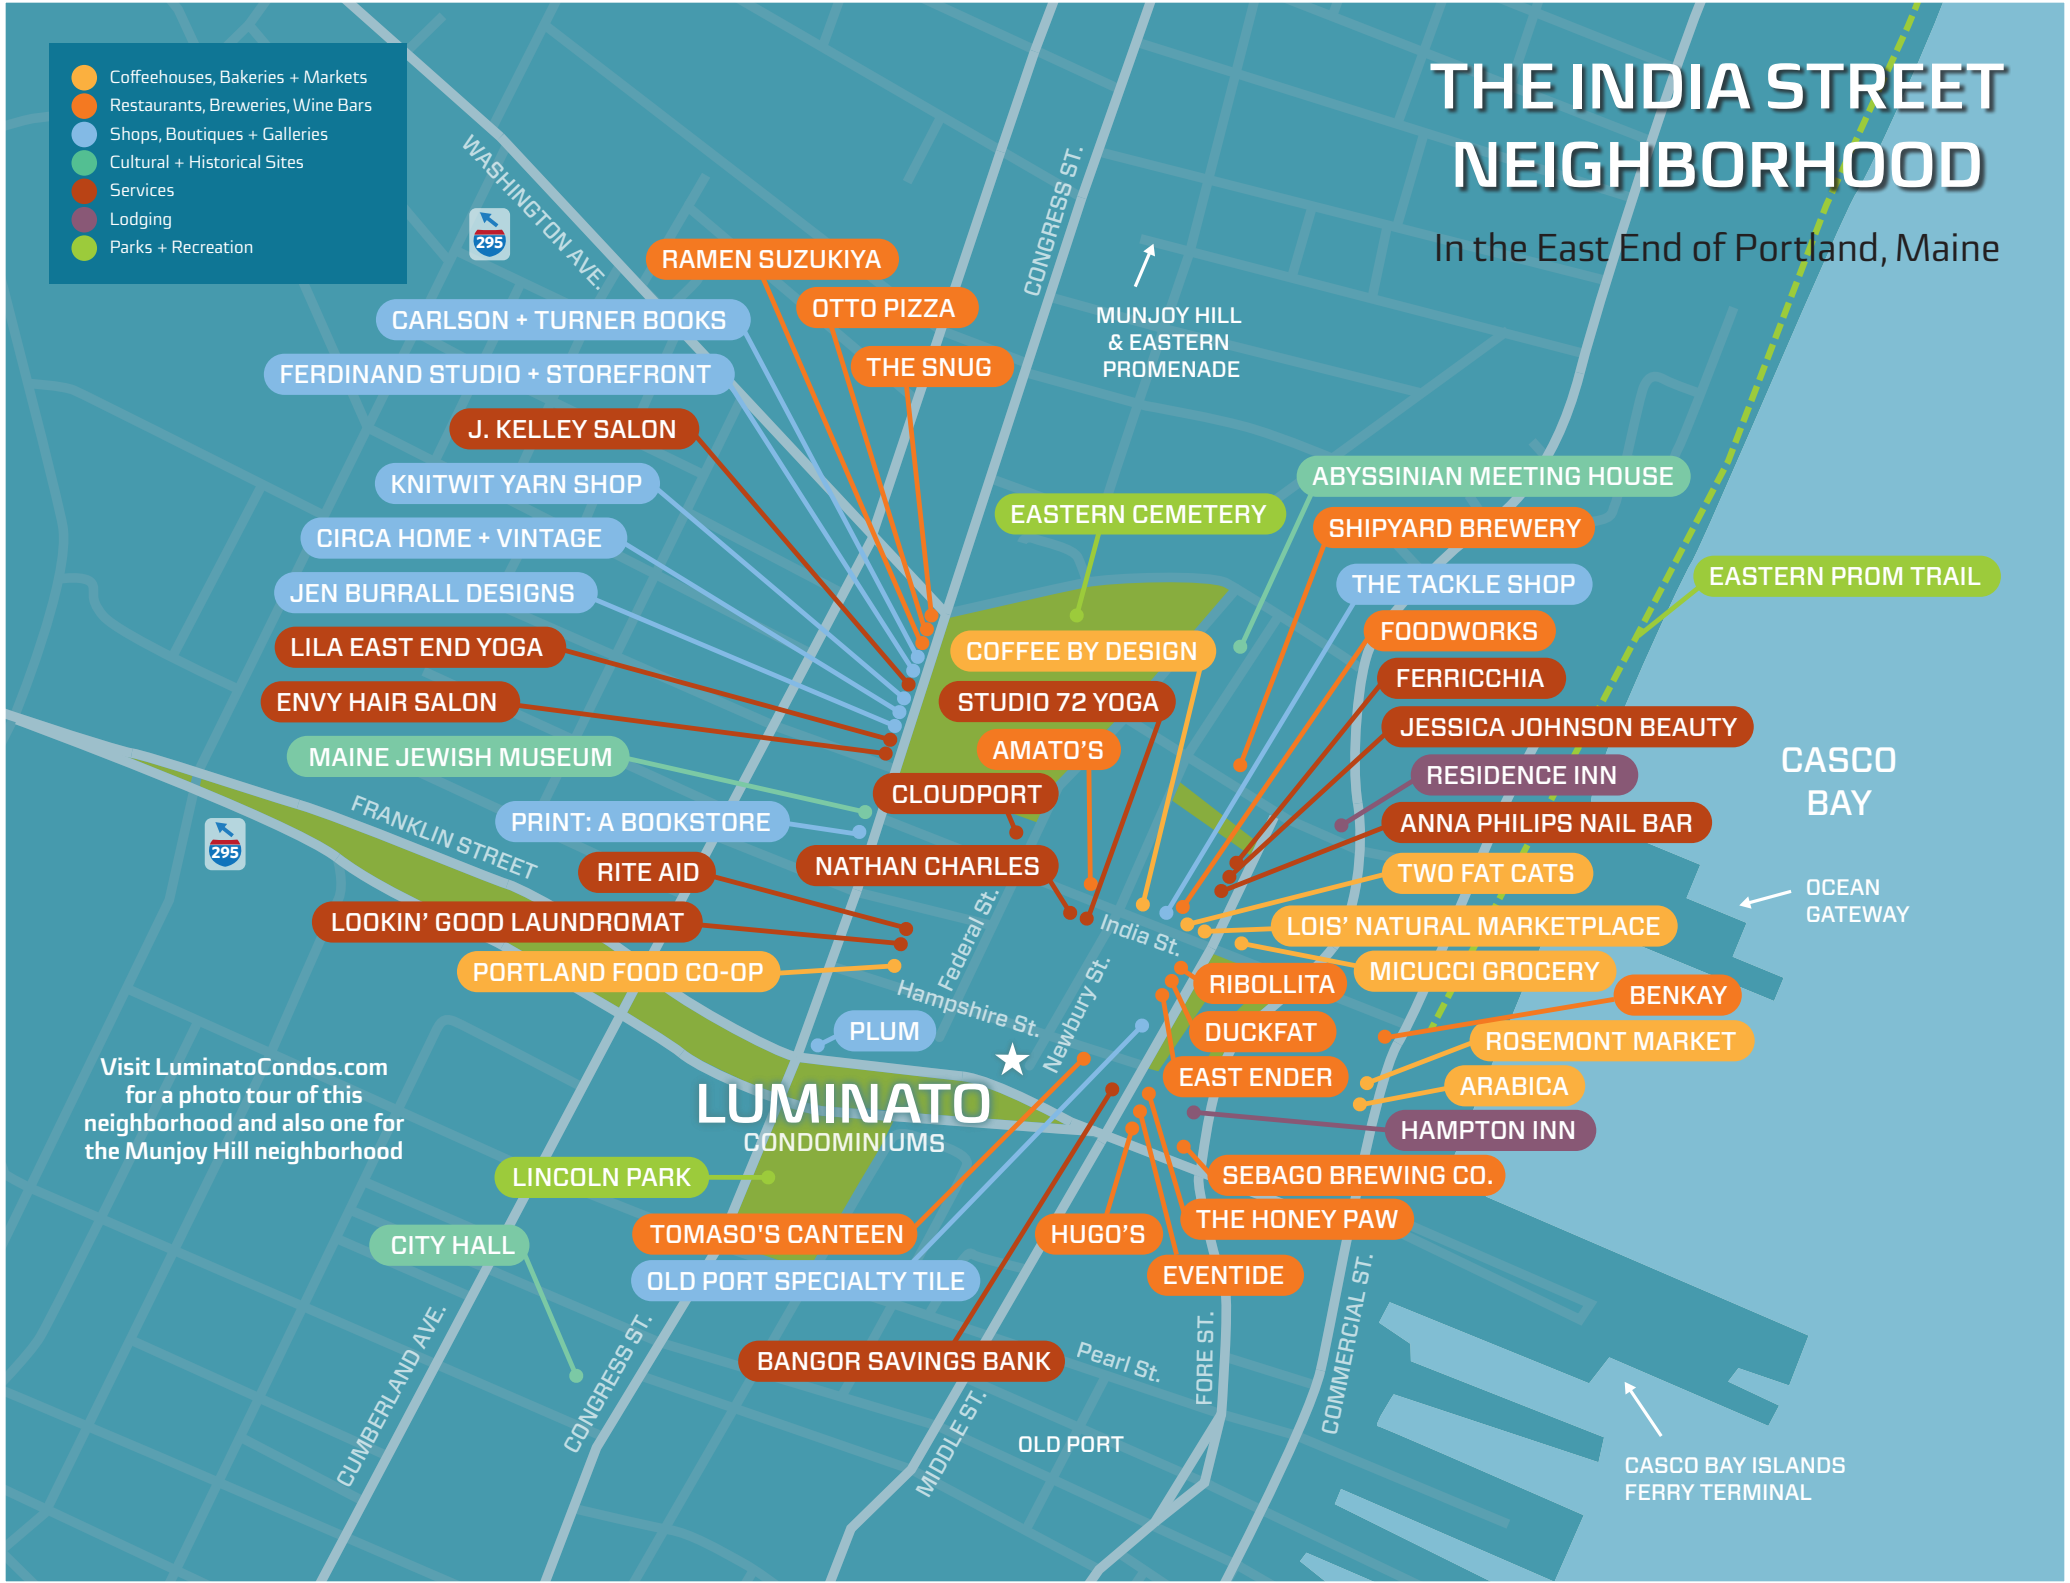 THE INDIA STREET
NEIGHBORHOOD
In the East End of Portland, Maine
Coffeehouses, Bakeries + Markets
Restaurants, Breweries, Wine Bars
Shops, Boutiques + Galleries
Cultural + Historical Sites
Services
Lodging
Parks + Recreation
WASHINGTON AVE.
295
CONGRESS ST.
MUNJOY HILL
& EASTERN
PROMENADE
RAMEN SUZUKIYA
OTTO PIZZA
THE SNUG
CARLSON + TURNER BOOKS
FERDINAND STUDIO + STOREFRONT
J. KELLEY SALON
KNITWIT YARN SHOP
CIRCA HOME + VINTAGE
JEN BURRALL DESIGNS
LILA EAST END YOGA
ENVY HAIR SALON
MAINE JEWISH MUSEUM
PRINT: A BOOKSTORE
RITE AID
LOOKIN' GOOD LAUNDROMAT
PORTLAND FOOD CO-OP
FRANKLIN STREET
295
EASTERN CEMETERY
COFFEE BY DESIGN
STUDIO 72 YOGA
AMATO'S
CLOUDPORT
NATHAN CHARLES
ABYSSINIAN MEETING HOUSE
SHIPYARD BREWERY
THE TACKLE SHOP
EASTERN PROM TRAIL
FOODWORKS
FERRICCHIA
JESSICA JOHNSON BEAUTY
RESIDENCE INN
ANNA PHILIPS NAIL BAR
TWO FAT CATS
LOIS' NATURAL MARKETPLACE
MICUCCI GROCERY
CASCO
BAY
OCEAN
GATEWAY
Federal St.
India St.
Hampshire St.
Newbury St.
RIBOLLITA
DUCKFAT
EAST ENDER
BENKAY
ROSEMONT MARKET
ARABICA
HAMPTON INN
SEBAGO BREWING CO.
THE HONEY PAW
HUGO'S
EVENTIDE
PLUM
LUMINATO
CONDOMINIUMS
Visit LuminatoCondos.com
for a photo tour of this
neighborhood and also one for
the Munjoy Hill neighborhood
LINCOLN PARK
CITY HALL
TOMASO'S CANTEEN
OLD PORT SPECIALTY TILE
BANGOR SAVINGS BANK
CUMBERLAND AVE.
CONGRESS ST.
MIDDLE ST.
Pearl St.
FORE ST.
COMMERCIAL ST.
OLD PORT
CASCO BAY ISLANDS
FERRY TERMINAL